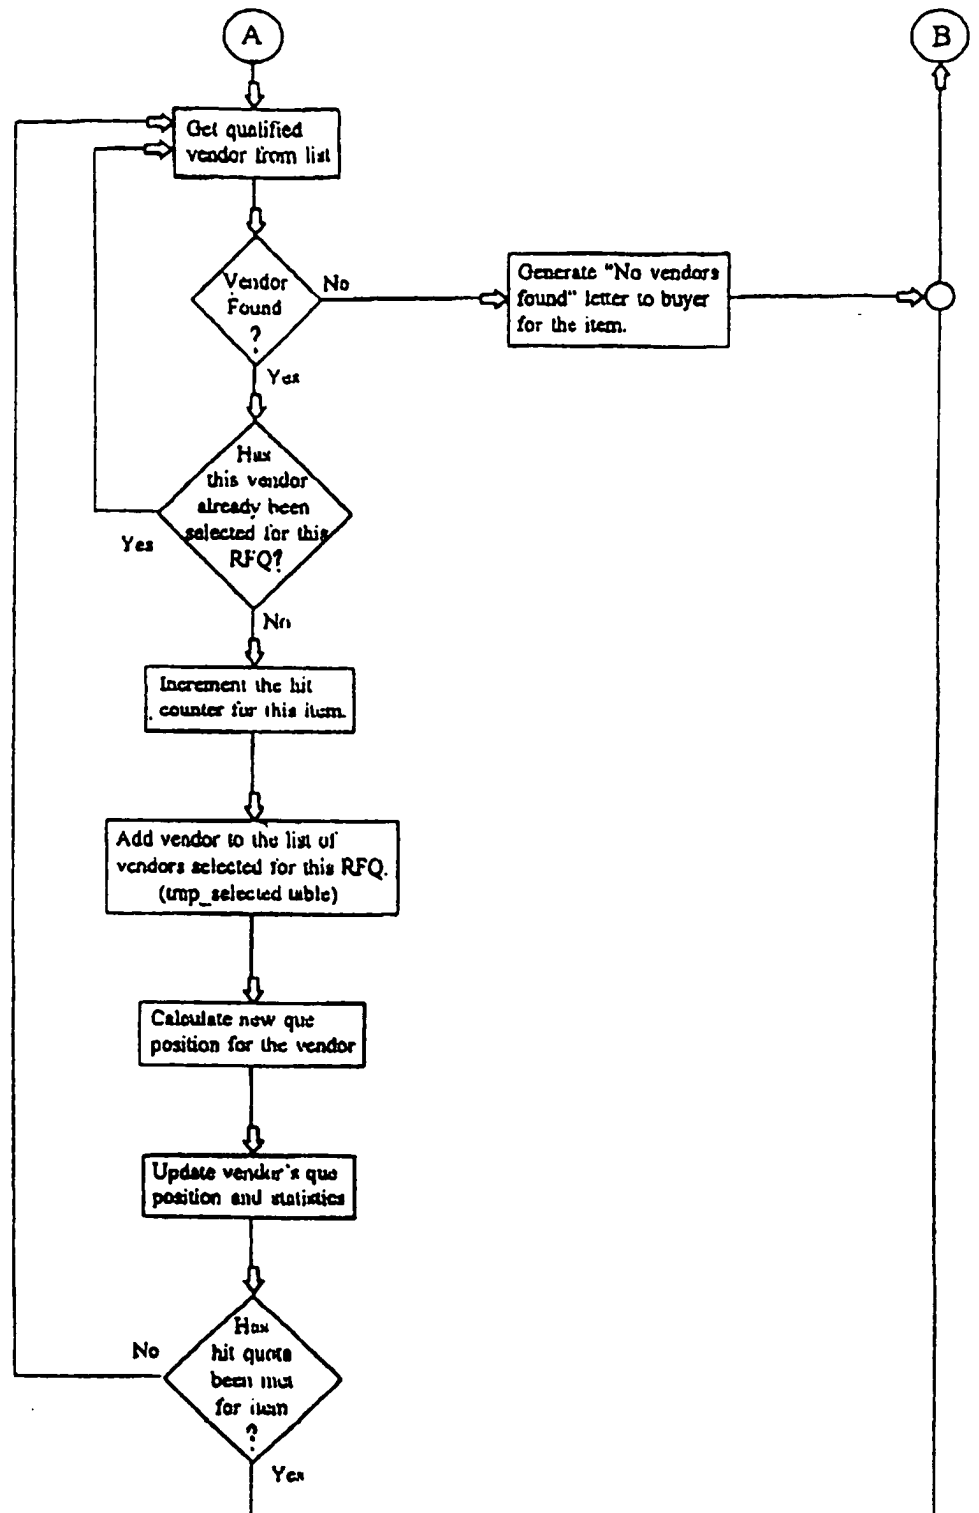 A
B
Get qualified
vendor from list
Vendor
Found
?
No
Generate "No vendors
found" letter to buyer
for the item.
Yes
Has
this vendor
already been
selected for this
RFQ?
Yes
No
Increment the hit
counter for this item.
Add vendor to the list of
vendors selected for this RFQ.
(tmp_selected table)
Calculate new que
position for the vendor
Update vendor's que
position and statistics
Has
hit quota
been met
for item
?
No
Yes